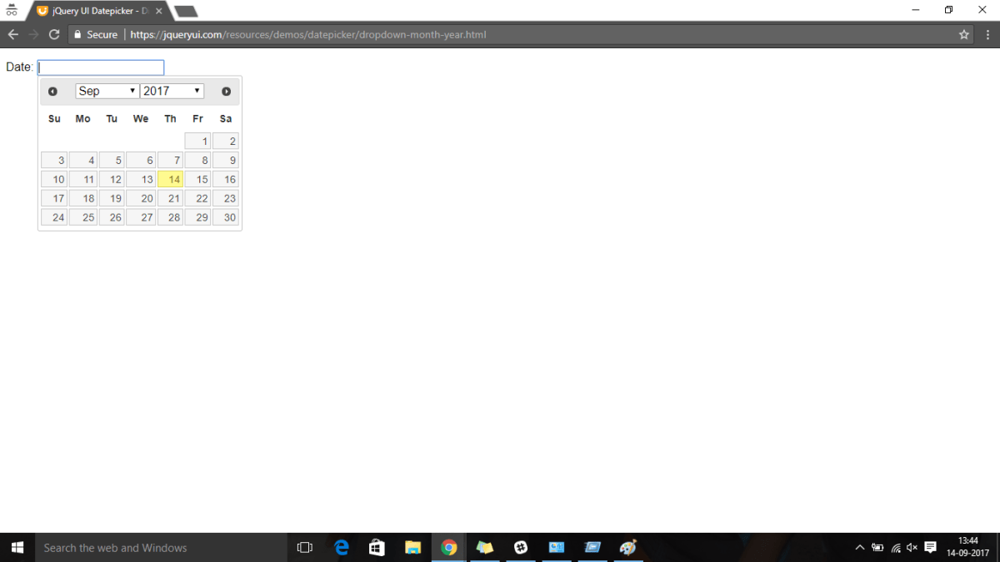 jQuery UI Datepicker - D
Secure https://jqueryui.com/resources/demos/datepicker/dropdown-month-year.html
Date:
Sep 2017
Su Mo Tu We Th Fr Sa
1 2
3 4 5 6 7 8 9
10 11 12 13 14 15 16
17 18 19 20 21 22 23
24 25 26 27 28 29 30
Search the web and Windows
13:44
14-09-2017